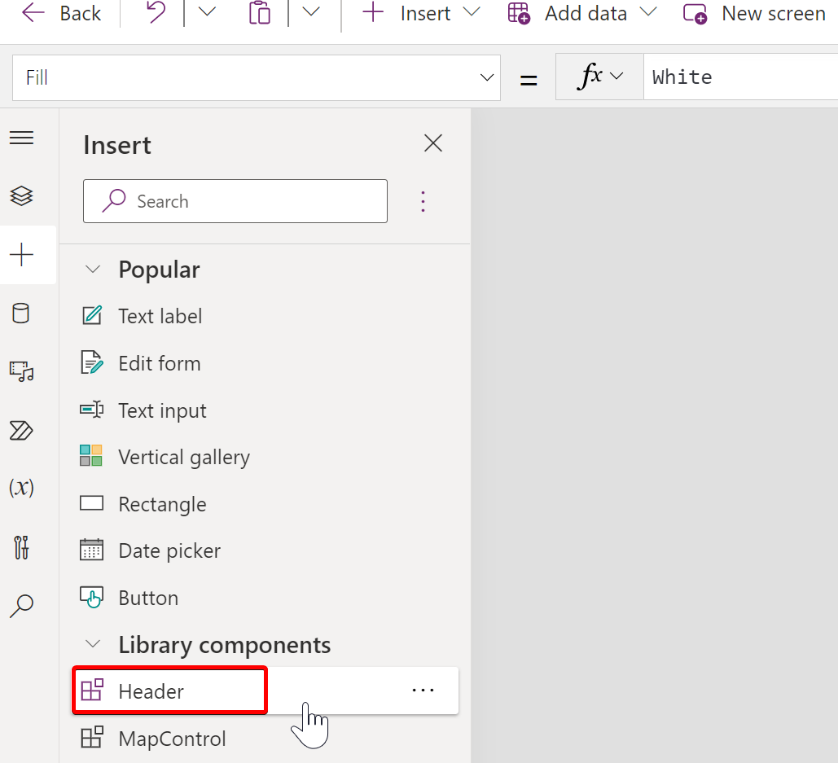 Back Insert Add data New screen
Fill = fx White
Insert
Search
Popular
Text label
Edit form
Text input
Vertical gallery
Rectangle
Date picker
Button
Library components
Header ...
MapControl
(x)